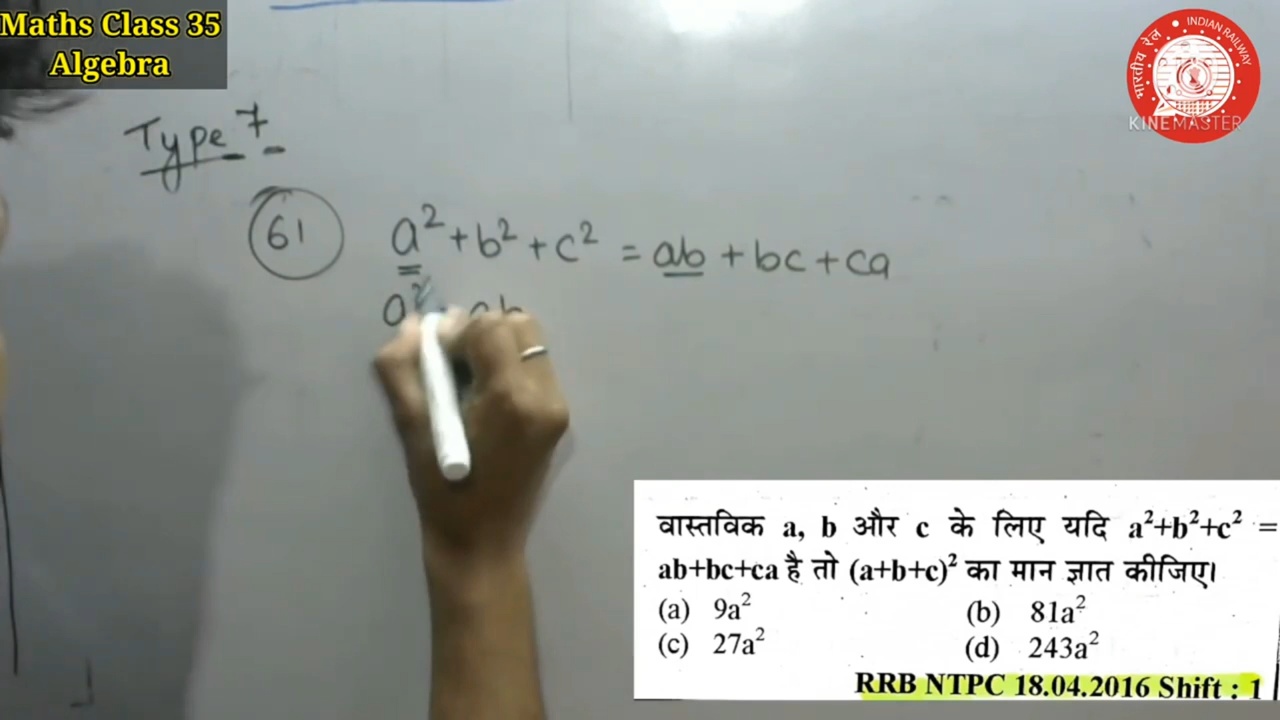 Maths Class 35
Algebra
भारतीय रेल
INDIAN RAILWAY
KINEMASTER
Type 7
61 a²+b²+c² = ab+bc+ca
a² ab
वास्तविक a, b और c के लिए यदि a²+b²+c² =
ab+bc+ca है तो (a+b+c)² का मान ज्ञात कीजिए।
(a) 9a² (b) 81a²
(c) 27a² (d) 243a²
RRB NTPC 18.04.2016 Shift : 1